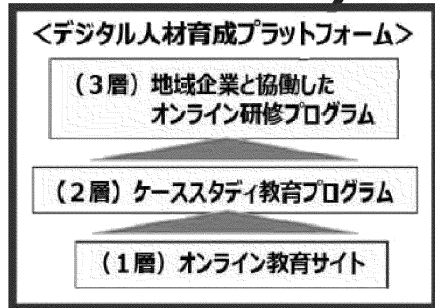 ＜デジタル人材育成プラットフォーム＞
（３層）地域企業と協働した
オンライン研修プログラム
（２層）ケーススタディ教育プログラム
（１層）オンライン教育サイト